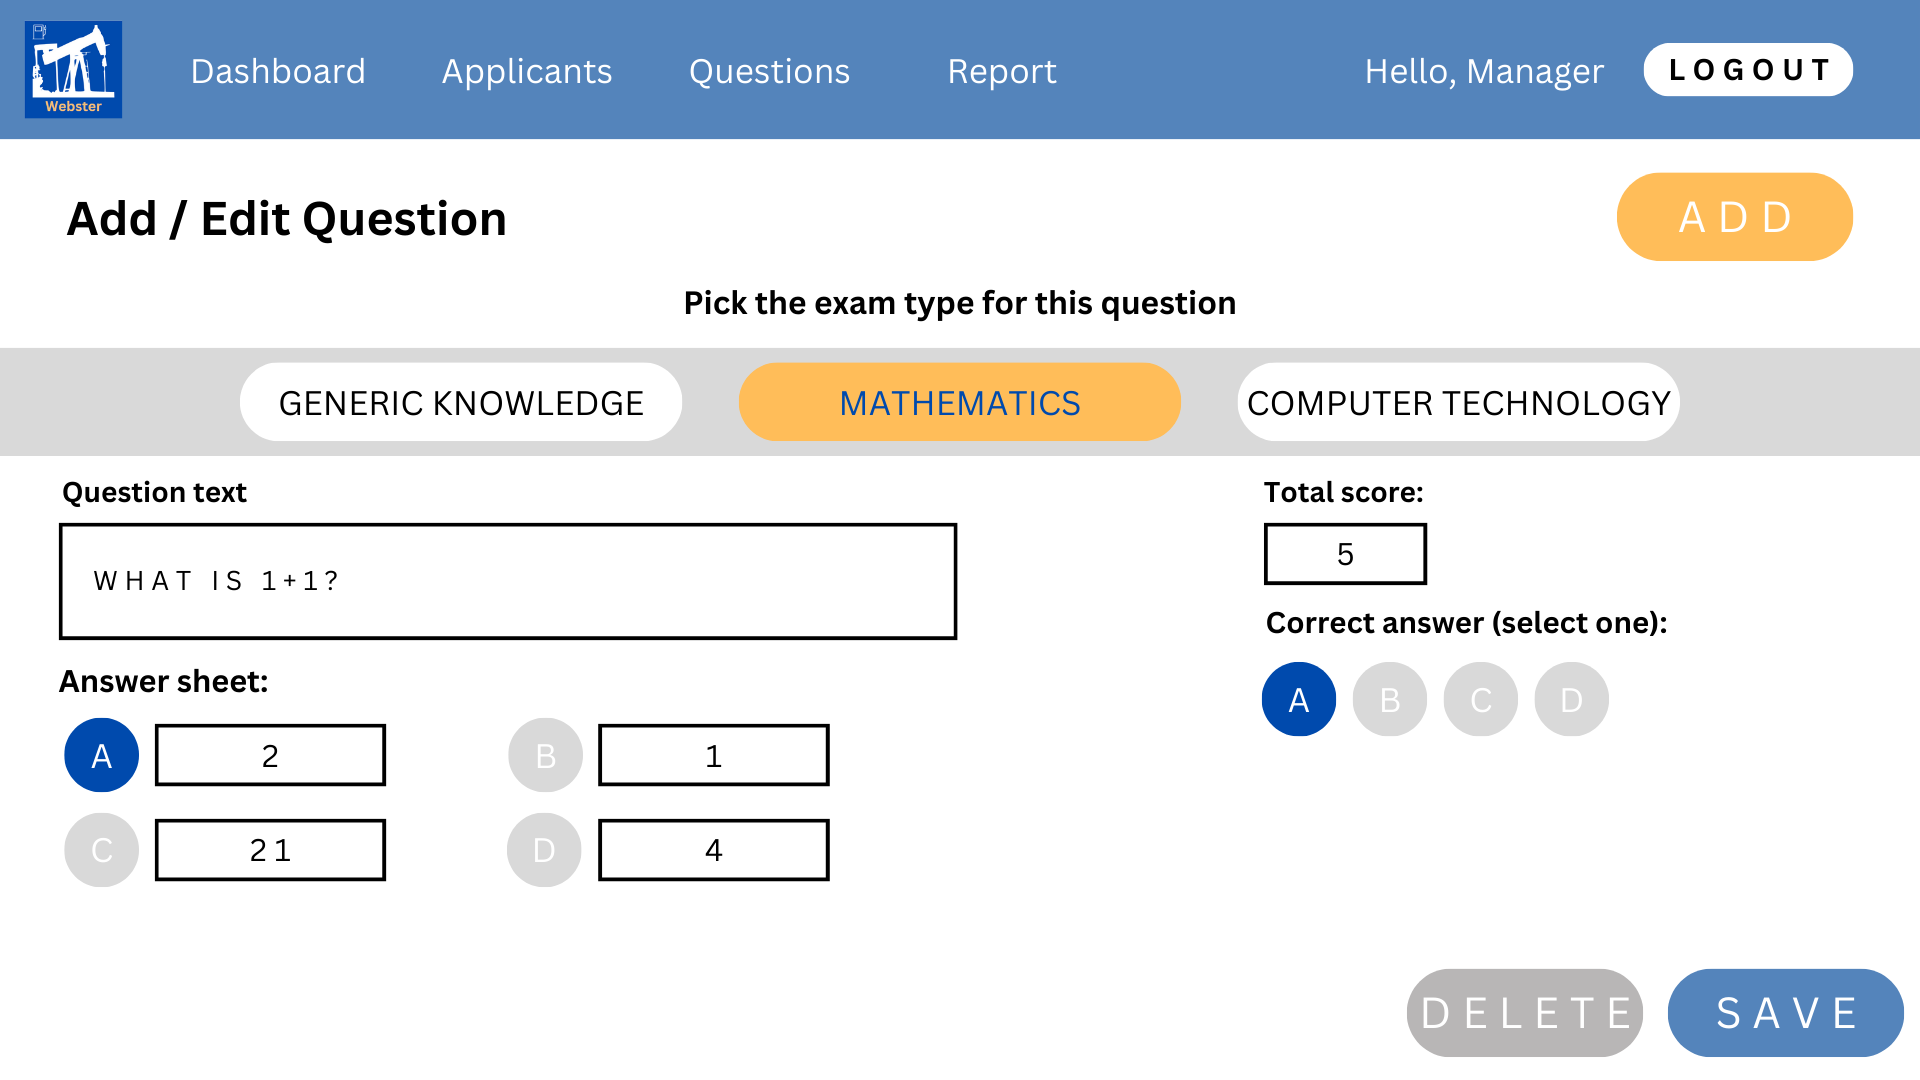 Webster
Dashboard Applicants Questions Report Hello, Manager LOGOUT
Add / Edit Question ADD
Pick the exam type for this question
GENERIC KNOWLEDGE MATHEMATICS COMPUTER TECHNOLOGY
Question text
WHAT IS 1+1?
Total score:
5
Correct answer (select one):
A B C D
Answer sheet:
A 2 B 1
C 21 D 4
DELETE SAVE